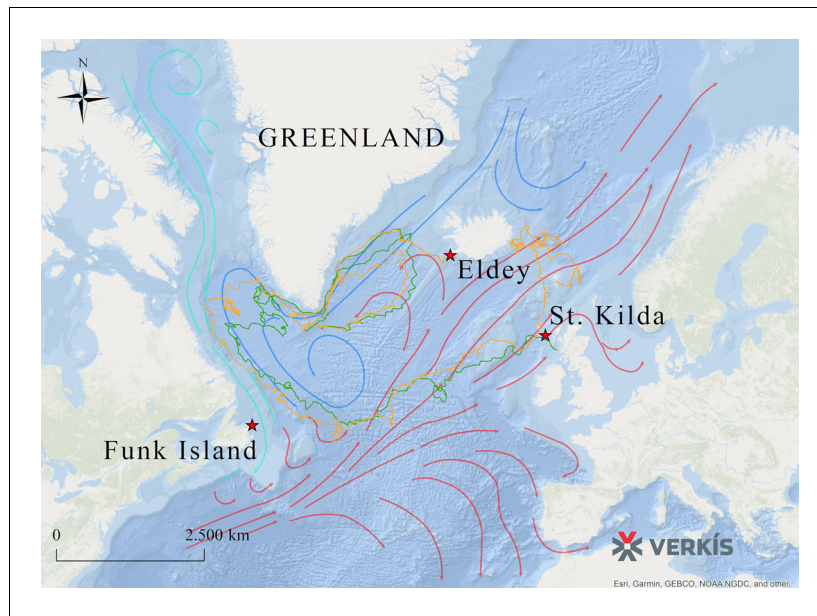 N
GREENLAND
Eldey
St. Kilda
Funk Island
0
2.500 km
VERKÍS
Esri, Garmin, GEBCO, NOAA NGDC, and other